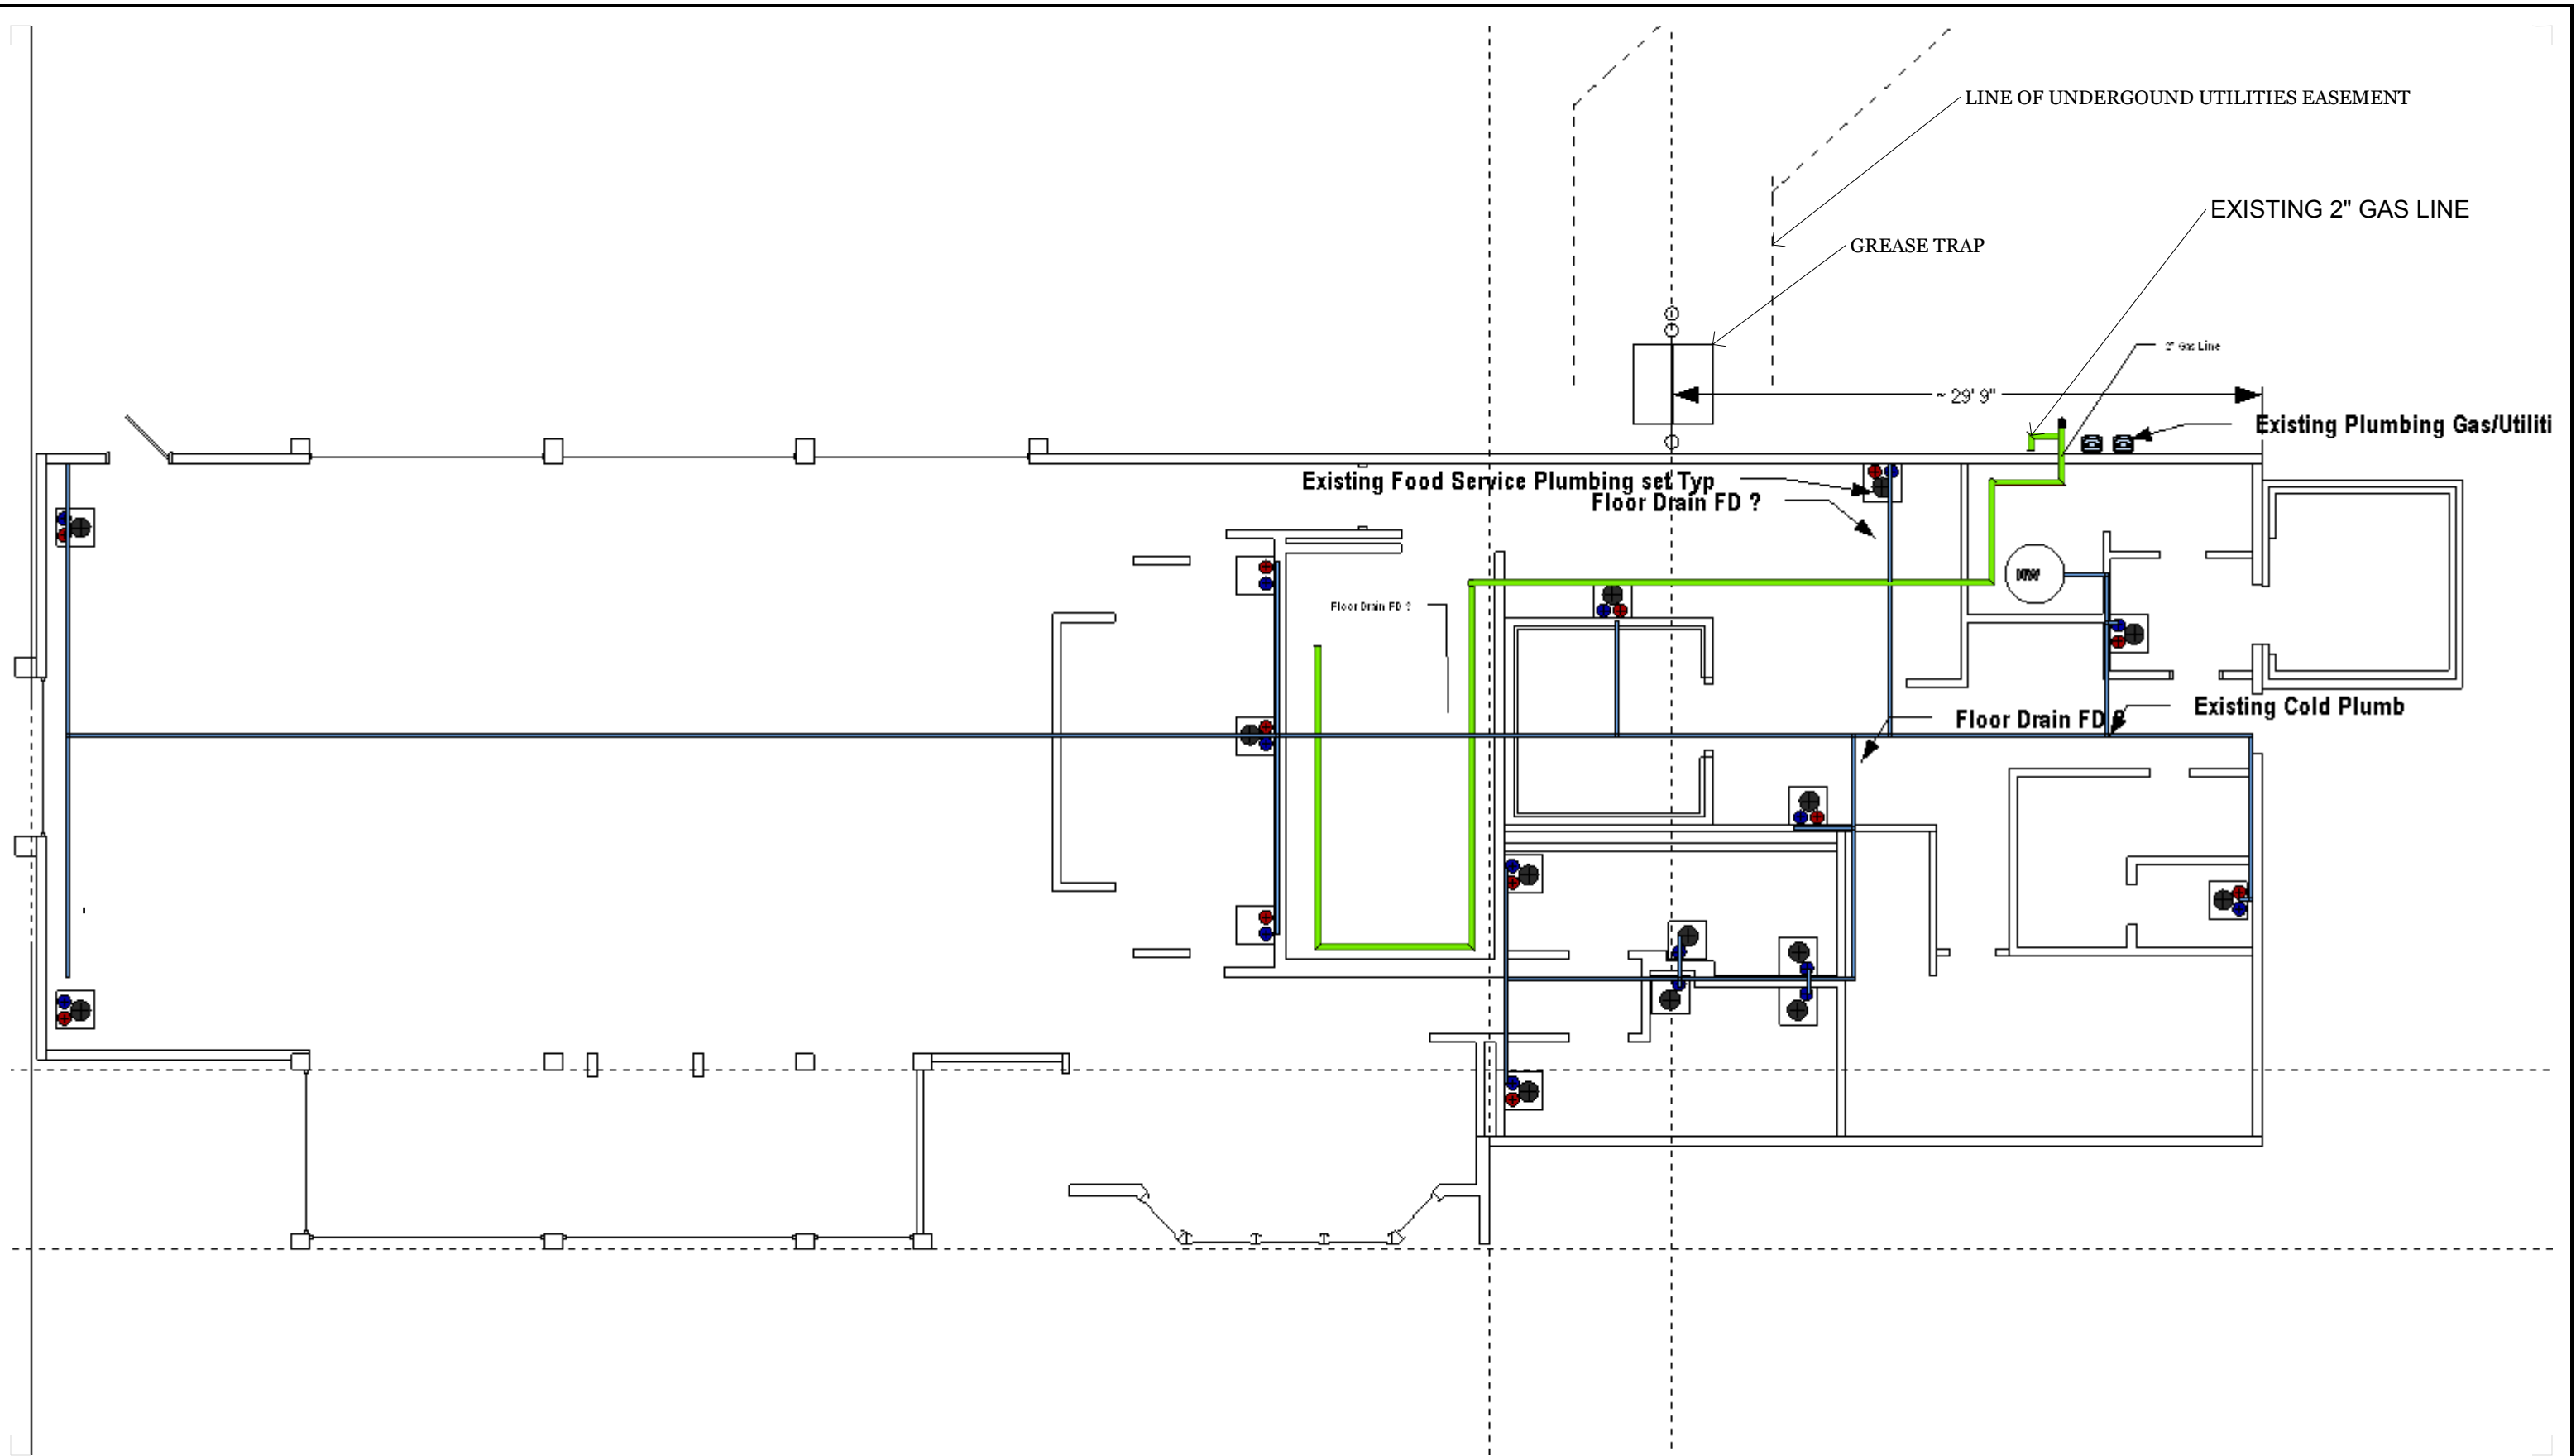 LINE OF UNDERGOUND UTILITIES EASEMENT
EXISTING 2" GAS LINE
GREASE TRAP
2" Gas Line
~ 29' 9"
Existing Plumbing Gas/Utiliti
Existing Food Service Plumbing set Typ
Floor Drain FD ?
HW
Floor Drain FD ?
Existing Cold Plumb
Floor Drain FD ?